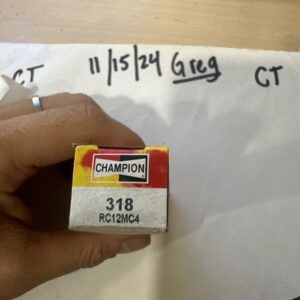 CT 11/15/24 Greg CT
CHAMPION
318
RC12MC4